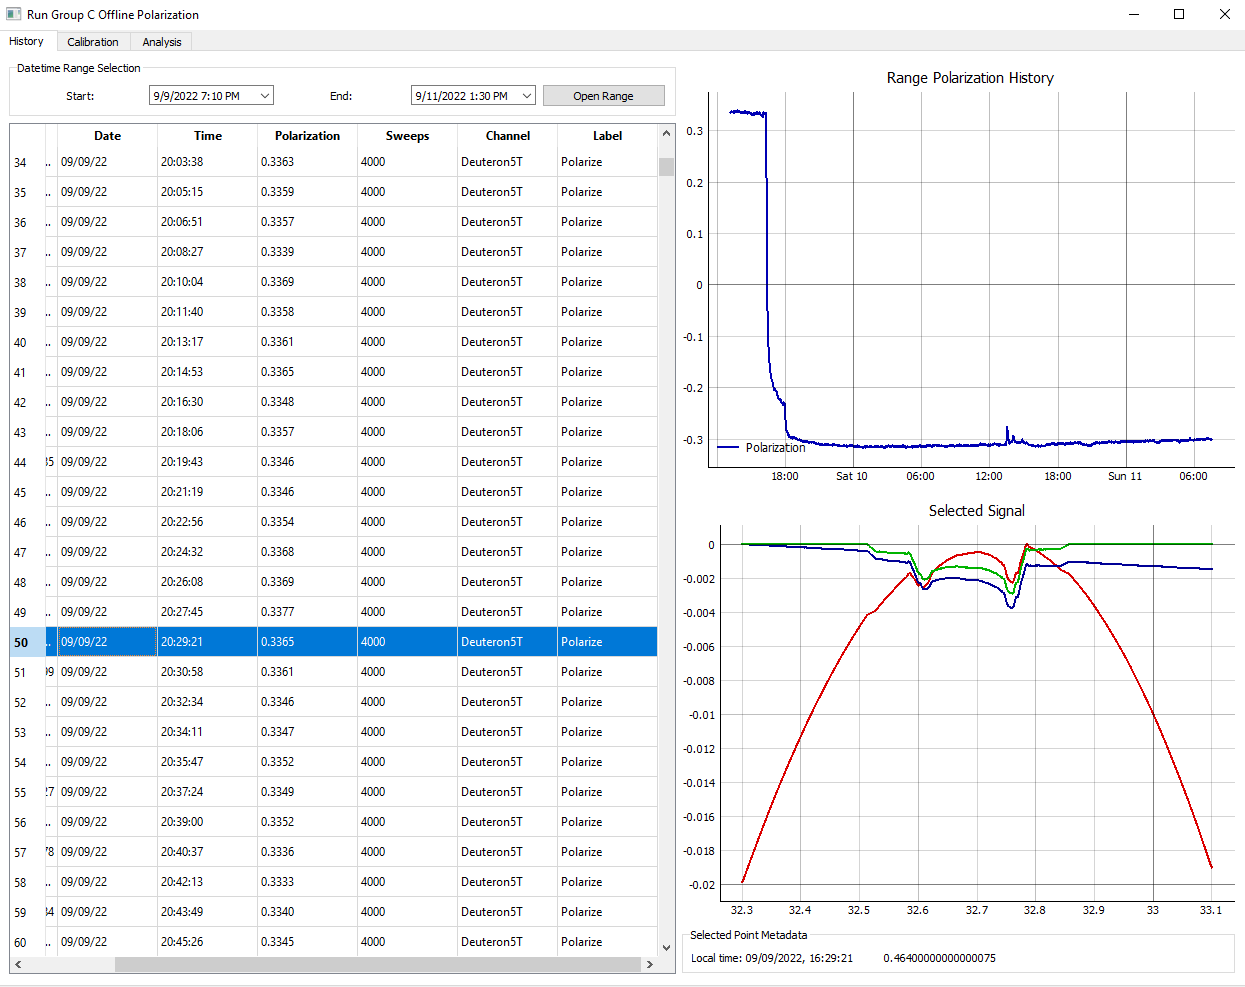 Run Group C Offline Polarization
History Calibration Analysis
Datetime Range Selection
Start: 9/9/2022 7:10 PM End: 9/11/2022 1:30 PM Open Range
Date Time Polarization Sweeps Channel Label
34 .. 09/09/22 20:03:38 0.3363 4000 Deuteron5T Polarize
35 .. 09/09/22 20:05:15 0.3359 4000 Deuteron5T Polarize
36 .. 09/09/22 20:06:51 0.3357 4000 Deuteron5T Polarize
37 .. 09/09/22 20:08:27 0.3339 4000 Deuteron5T Polarize
38 .. 09/09/22 20:10:04 0.3369 4000 Deuteron5T Polarize
39 .. 09/09/22 20:11:40 0.3358 4000 Deuteron5T Polarize
40 .. 09/09/22 20:13:17 0.3361 4000 Deuteron5T Polarize
41 .. 09/09/22 20:14:53 0.3365 4000 Deuteron5T Polarize
42 .. 09/09/22 20:16:30 0.3348 4000 Deuteron5T Polarize
43 .. 09/09/22 20:18:06 0.3357 4000 Deuteron5T Polarize
44 35 09/09/22 20:19:43 0.3346 4000 Deuteron5T Polarize
45 .. 09/09/22 20:21:19 0.3346 4000 Deuteron5T Polarize
46 .. 09/09/22 20:22:56 0.3354 4000 Deuteron5T Polarize
47 .. 09/09/22 20:24:32 0.3368 4000 Deuteron5T Polarize
48 .. 09/09/22 20:26:08 0.3369 4000 Deuteron5T Polarize
49 .. 09/09/22 20:27:45 0.3377 4000 Deuteron5T Polarize
50 .. 09/09/22 20:29:21 0.3365 4000 Deuteron5T Polarize
51 99 09/09/22 20:30:58 0.3361 4000 Deuteron5T Polarize
52 .. 09/09/22 20:32:34 0.3346 4000 Deuteron5T Polarize
53 .. 09/09/22 20:34:11 0.3347 4000 Deuteron5T Polarize
54 .. 09/09/22 20:35:47 0.3352 4000 Deuteron5T Polarize
55 27 09/09/22 20:37:24 0.3349 4000 Deuteron5T Polarize
56 .. 09/09/22 20:39:00 0.3352 4000 Deuteron5T Polarize
57 78 09/09/22 20:40:37 0.3336 4000 Deuteron5T Polarize
58 .. 09/09/22 20:42:13 0.3333 4000 Deuteron5T Polarize
59 34 09/09/22 20:43:49 0.3340 4000 Deuteron5T Polarize
60 .. 09/09/22 20:45:26 0.3345 4000 Deuteron5T Polarize
Range Polarization History
0.3
0.2
0.1
0
-0.1
-0.2
-0.3
Polarization
18:00 Sat 10 06:00 12:00 18:00 Sun 11 06:00
Selected Signal
0
-0.002
-0.004
-0.006
-0.008
-0.01
-0.012
-0.014
-0.016
-0.018
-0.02
32.3 32.4 32.5 32.6 32.7 32.8 32.9 33 33.1
Selected Point Metadata
Local time: 09/09/2022, 16:29:21 0.46400000000000075